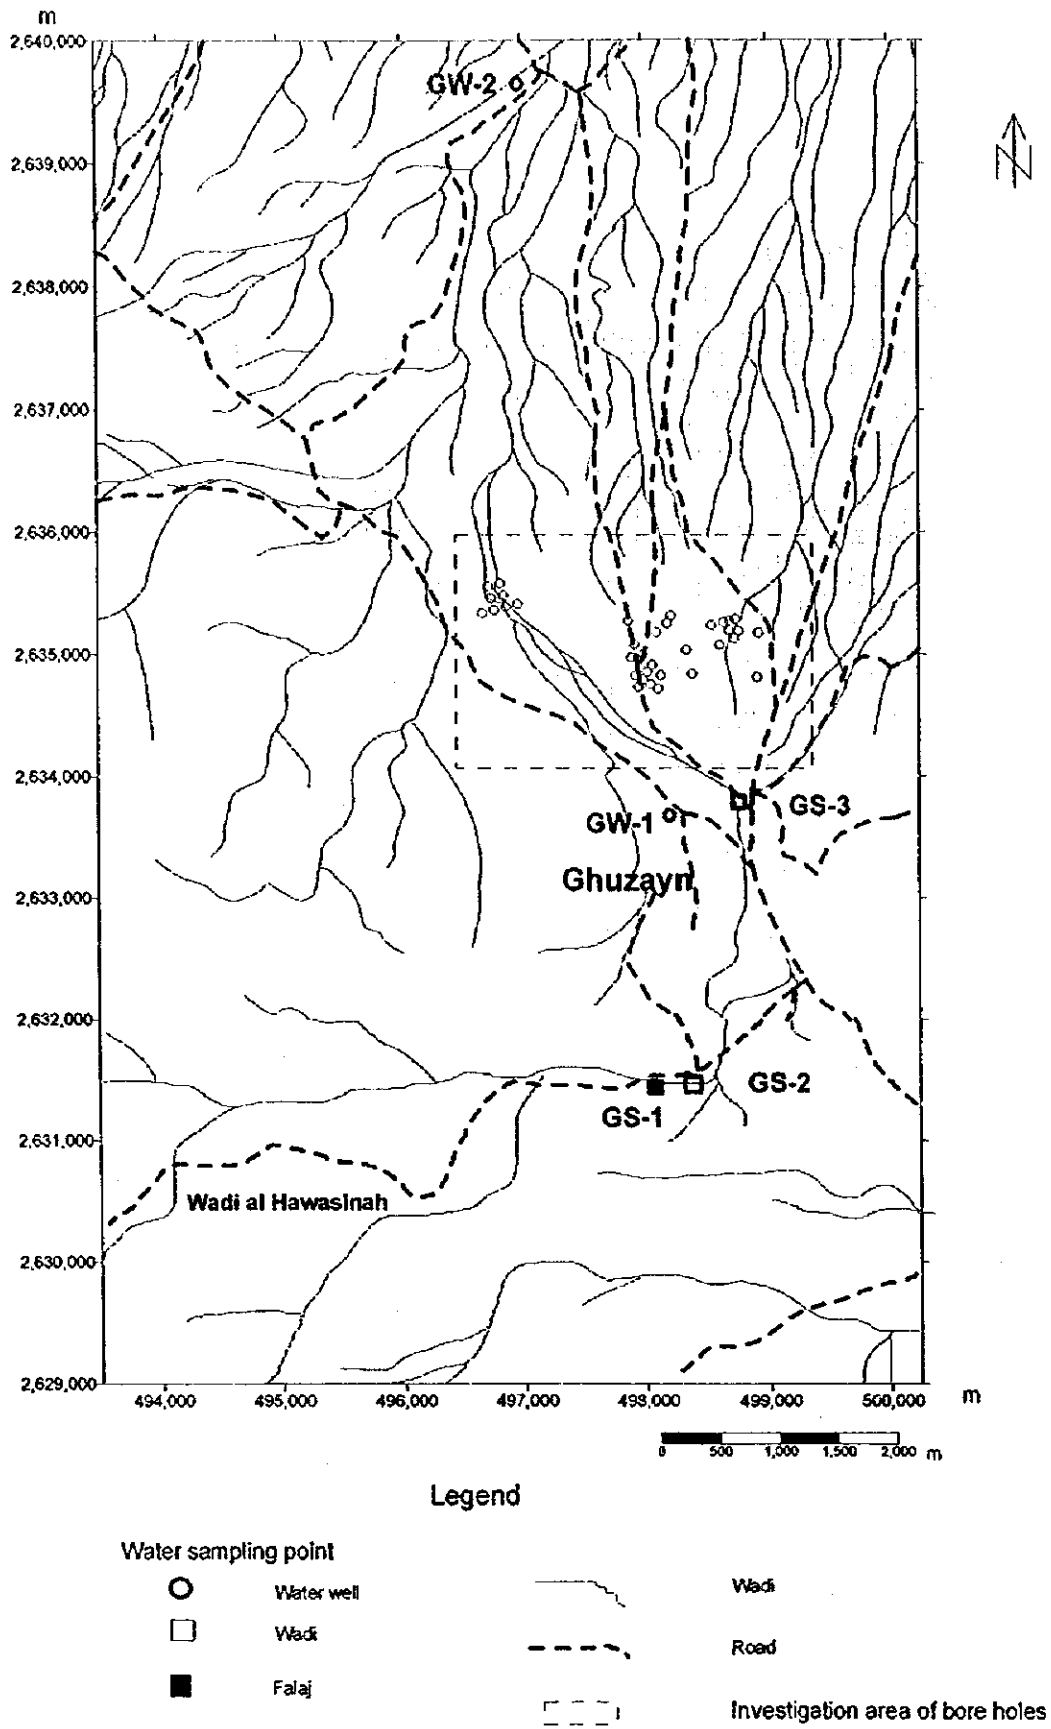 m
2,640,000
GW-2
2,639,000
2,638,000
2,637,000
2,636,000
2,635,000
2,634,000
GS-3
GW-1
Ghuzayn
2,633,000
2,632,000
GS-2
GS-1
2,631,000
Wadi al Hawasinah
2,630,000
2,629,000
494,000 495,000 496,000 497,000 493,000 499,000 560,000 m
0 500 1,000 1,500 2,000 m
Legend
Water sampling point
Water well
Wadi
Wadi
Road
Falaj
Investigation area of bore holes